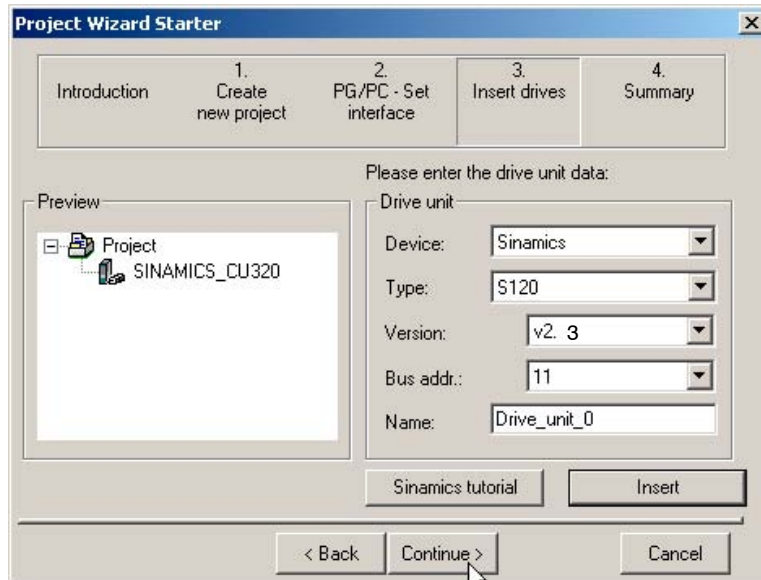 Project Wizard Starter
Introduction
1.
Create
new project
2.
PG/PC - Set
interface
3.
Insert drives
4.
Summary
Please enter the drive unit data:
Preview
Project
SINAMICS_CU320
Drive unit
Device: Sinamics
Type: S120
Version: v2. 3
Bus addr.: 11
Name: Drive_unit_0
Sinamics tutorial Insert
< Back Continue > Cancel